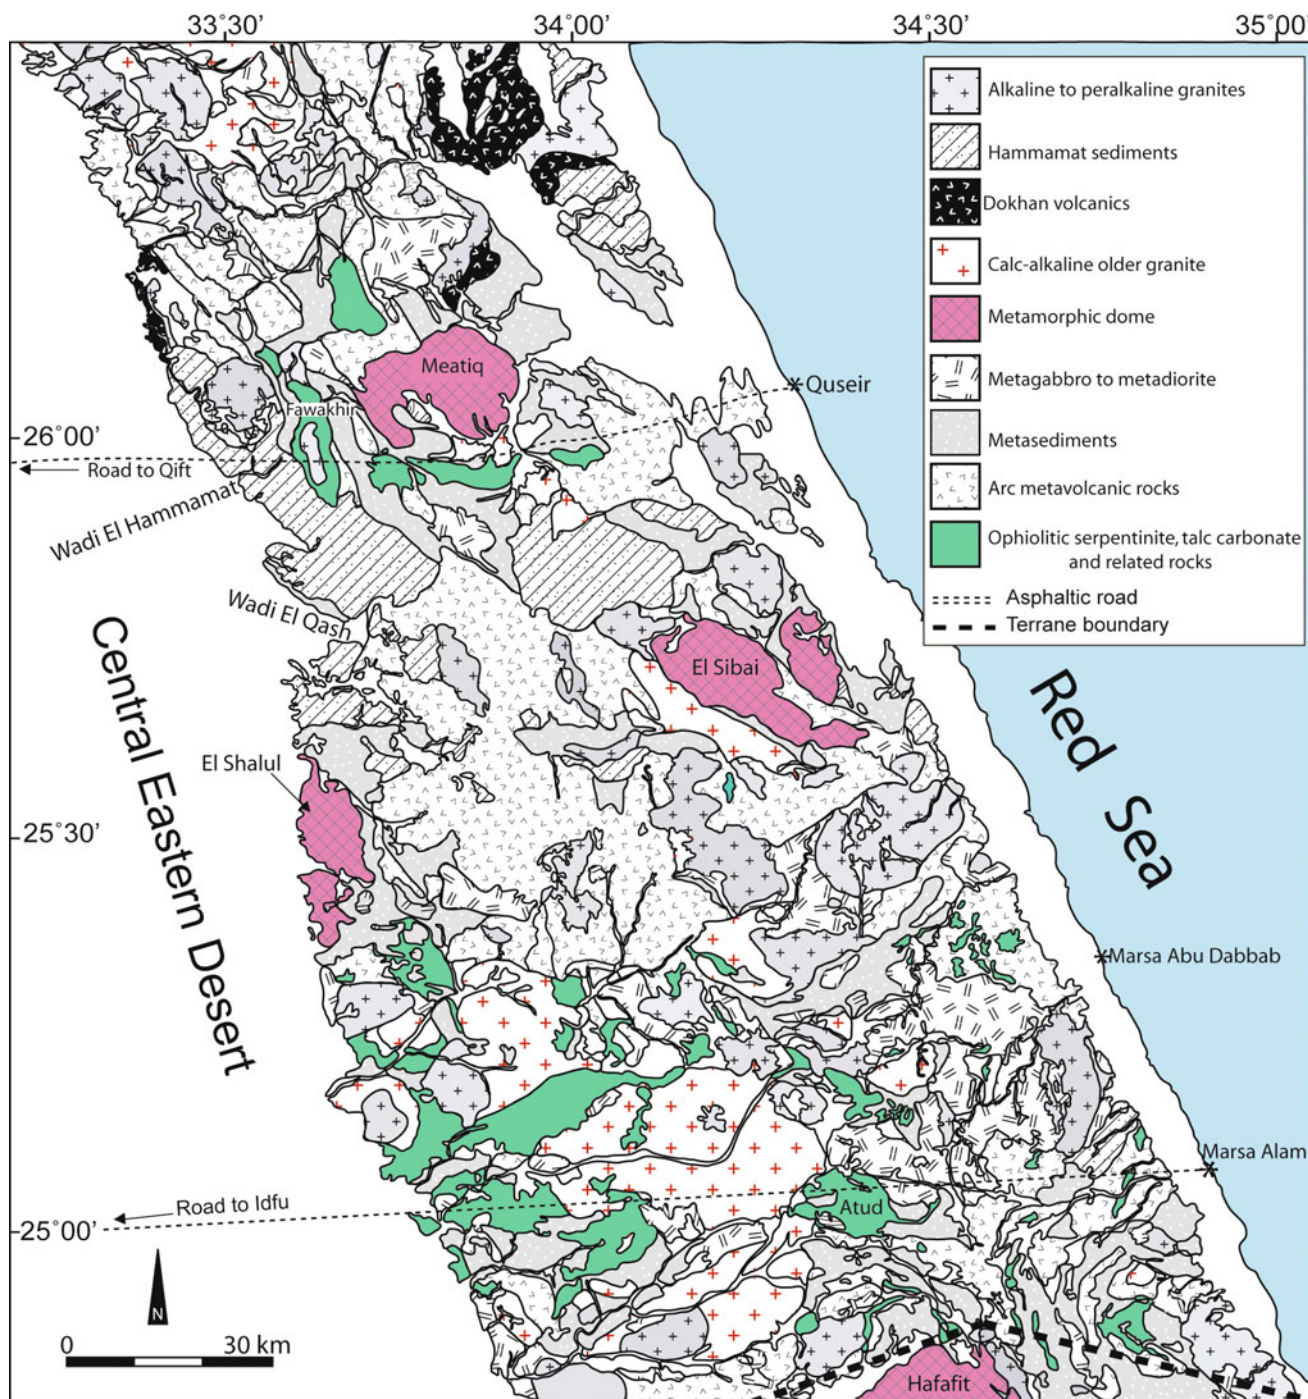 33°30′
34°00′
34°30′
35°00′
Alkaline to peralkaline granites
Hammamat sediments
Dokhan volcanics
Calc-alkaline older granite
Metamorphic dome
Metagabbro to metadiorite
Metasediments
Arc metavolcanic rocks
Ophiolitic serpentinite, talc carbonate
and related rocks
Asphaltic road
Terrane boundary
Meatiq
Quseir
Fawakhir
26°00′
Road to Qift
Wadi El Hammamat
Wadi El Qash
El Sibai
Central Eastern Desert
Red Sea
El Shalul
25°30′
Marsa Abu Dabbab
Marsa Alam
Road to Idfu
Atud
25°00′
N
0 30 km
Hafafit